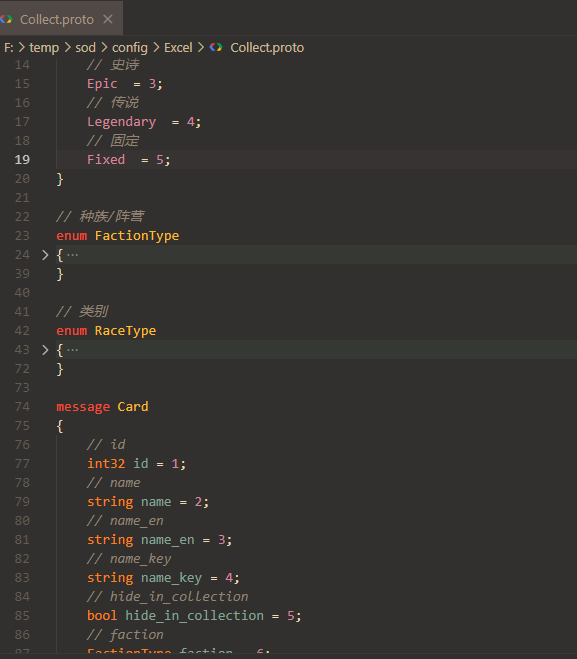 Collect.proto
F: > temp > sod > config > Excel > Collect.proto
14 // 史诗
15 Epic = 3;
16 // 传说
17 Legendary = 4;
18 // 固定
19 Fixed = 5;
20 }
21
22 // 种族/阵营
23 enum FactionType
24 { ···
39 }
40
41 // 类别
42 enum RaceType
43 { ···
72 }
73
74 message Card
75 {
76 // id
77 int32 id = 1;
78 // name
79 string name = 2;
80 // name_en
81 string name_en = 3;
82 // name_key
83 string name_key = 4;
84 // hide_in_collection
85 bool hide_in_collection = 5;
86 // faction
87 FactionType faction = 6;